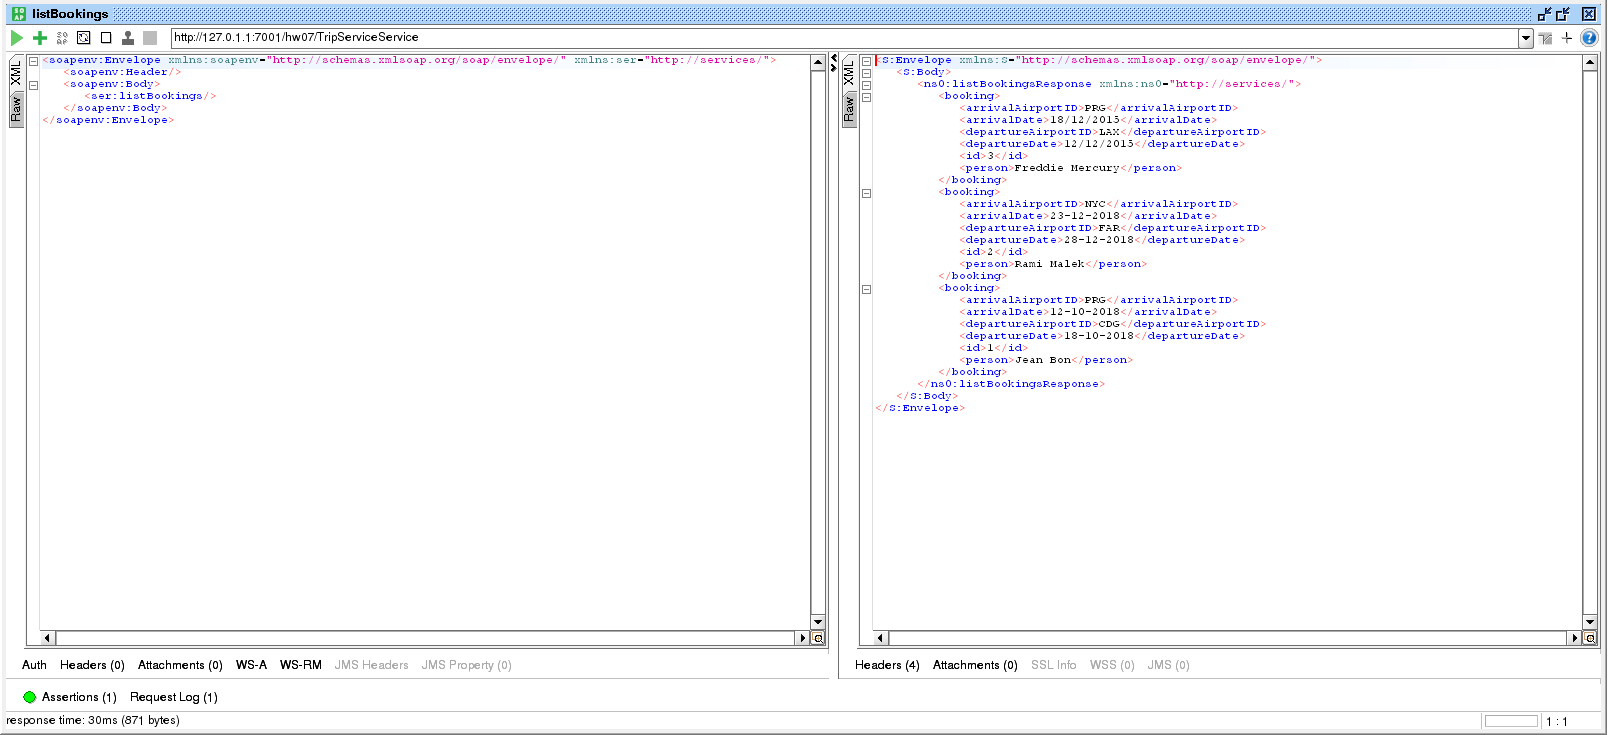 listBookings
http://127.0.1.1:7001/hw07/TripServiceService
XML
Raw
<soapenv:Envelope xmlns:soapenv="http://schemas.xmlsoap.org/soap/envelope/" xmlns:ser="http://services/">
<soapenv:Header/>
<soapenv:Body>
<ser:listBookings/>
</soapenv:Body>
</soapenv:Envelope>
Auth Headers (0) Attachments (0) WS-A WS-RM JMS Headers JMS Property (0)
XML
Raw
<S:Envelope xmlns:S="http://schemas.xmlsoap.org/soap/envelope/">
<S:Body>
<ns0:listBookingsResponse xmlns:ns0="http://services/">
<booking>
<arrivalAirportID>PRG</arrivalAirportID>
<arrivalDate>18/12/2015</arrivalDate>
<departureAirportID>LAX</departureAirportID>
<departureDate>12/12/2015</departureDate>
<id>3</id>
<person>Freddie Mercury</person>
</booking>
<booking>
<arrivalAirportID>NYC</arrivalAirportID>
<arrivalDate>23-12-2018</arrivalDate>
<departureAirportID>FAR</departureAirportID>
<departureDate>28-12-2018</departureDate>
<id>2</id>
<person>Rami Malek</person>
</booking>
<booking>
<arrivalAirportID>PRG</arrivalAirportID>
<arrivalDate>12-10-2018</arrivalDate>
<departureAirportID>CDG</departureAirportID>
<departureDate>18-10-2018</departureDate>
<id>1</id>
<person>Jean Bon</person>
</booking>
</ns0:listBookingsResponse>
</S:Body>
</S:Envelope>
Headers (4) Attachments (0) SSL Info WSS (0) JMS (0)
Assertions (1) Request Log (1)
response time: 30ms (871 bytes)
1 : 1